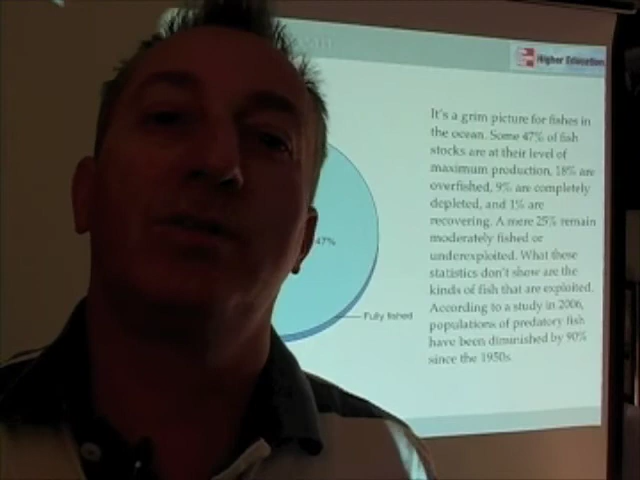 Higher Education
It's a grim picture for fishes in
the ocean. Some 47% of fish
stocks are at their level of
maximum production, 18% are
overfished, 9% are completely
depleted, and 1% are
recovering. A mere 25% remain
moderately fished or
underexploited. What these
statistics don't show are the
kinds of fish that are exploited.
According to a study in 2006,
populations of predatory fish
have been diminished by 90%
since the 1950s.
47%
Fully fished